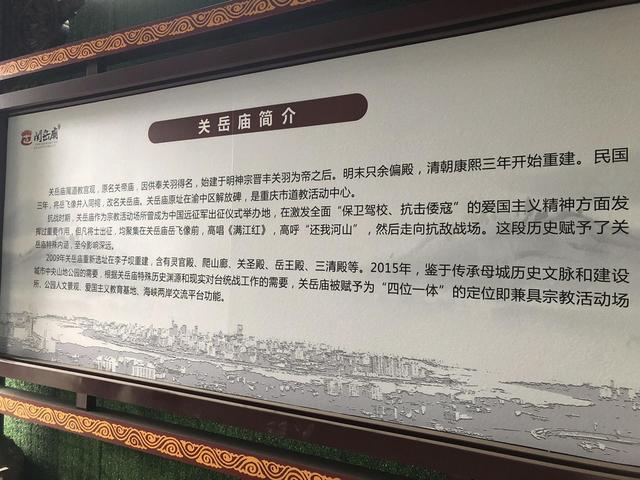 关岳庙
关岳庙简介
关岳庙属道教宫观，原名关帝庙，因供奉关羽得名，始建于明神宗晋丰关羽为帝之后。明末只余偏殿，清朝康熙三年开始重建。民国
三年，将岳飞像并入同祠，改名关岳庙。关岳庙原址在渝中区解放碑，是重庆市道教活动中心。
抗战时期，关岳庙作为宗教活动场所曾成为中国远征军出征仪式举办地，在激发全面“保卫驾校、抗击倭寇”的爱国主义精神方面发
挥过重要作用，但凡将士出征，均聚集在关岳庙岳飞像前，高唱《满江红》，高呼“还我河山”，然后走向抗敌战场。这段历史赋予了关
岳庙特殊内涵，至今影响深远。
2009年关岳庙重新选址在李子坝重建，含有灵官殿、爬山廊、关圣殿、岳王殿、三清殿等。2015年，鉴于传承母城历史文脉和建设
城市中央山地公园的需要，根据关岳庙特殊历史渊源和现实对台统战工作的需要，关岳庙被赋予为“四位一体”的定位即兼具宗教活动场
所、公园人文景观、爱国主义教育基地、海峡两岸交流平台功能。